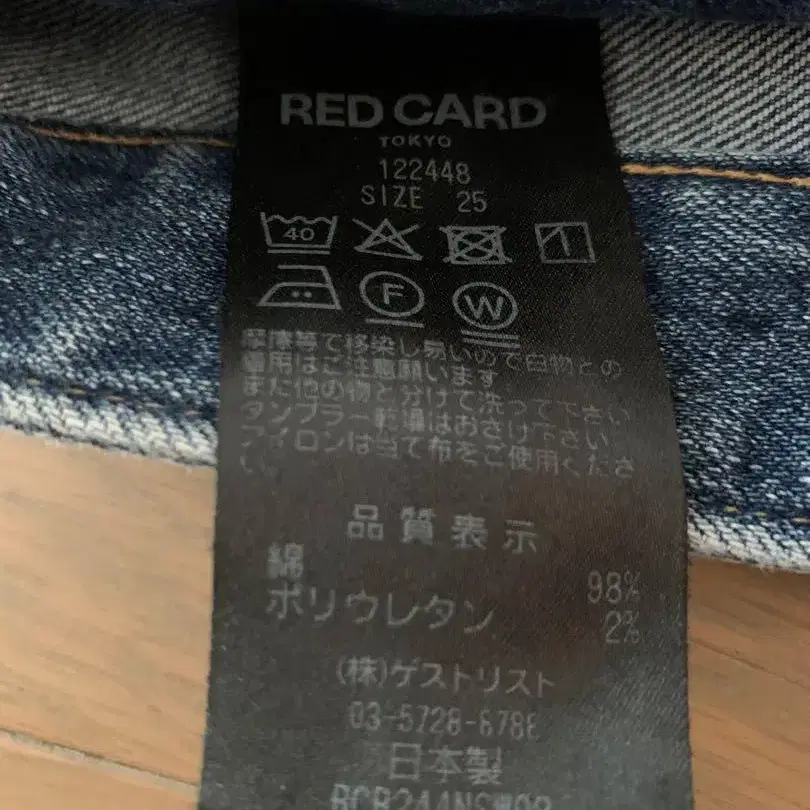 RED CARD
TOKYO
122448
SIZE 25
40
F W
摩擦等で移染し易いので白物との
着用はご注意願います
また他の物と分けて洗って下さい
タンブラー乾燥はおさけ下さい
アイロンは当て布をご使用くださ
い。
品質表示
綿 98%
ポリウレタン 2%
(株)ゲストリスト
03-5728-6788
日本製